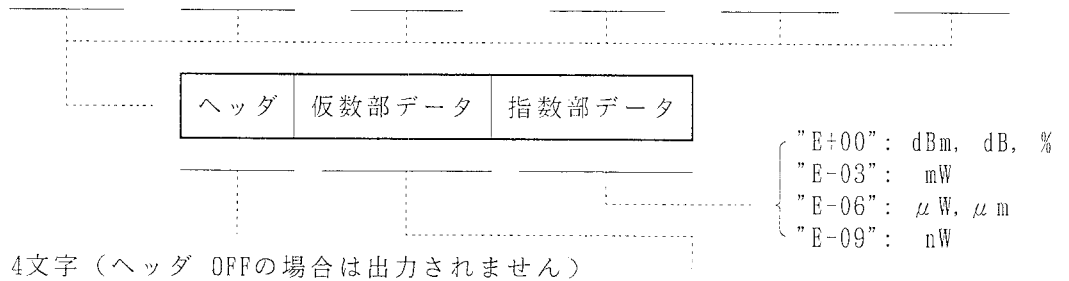 ヘッダ 仮数部データ 指数部データ
"E+00": dBm, dB, %
"E-03": mW
"E-06": μW, μm
"E-09": nW
4文字（ヘッダ OFFの場合は出力されません）